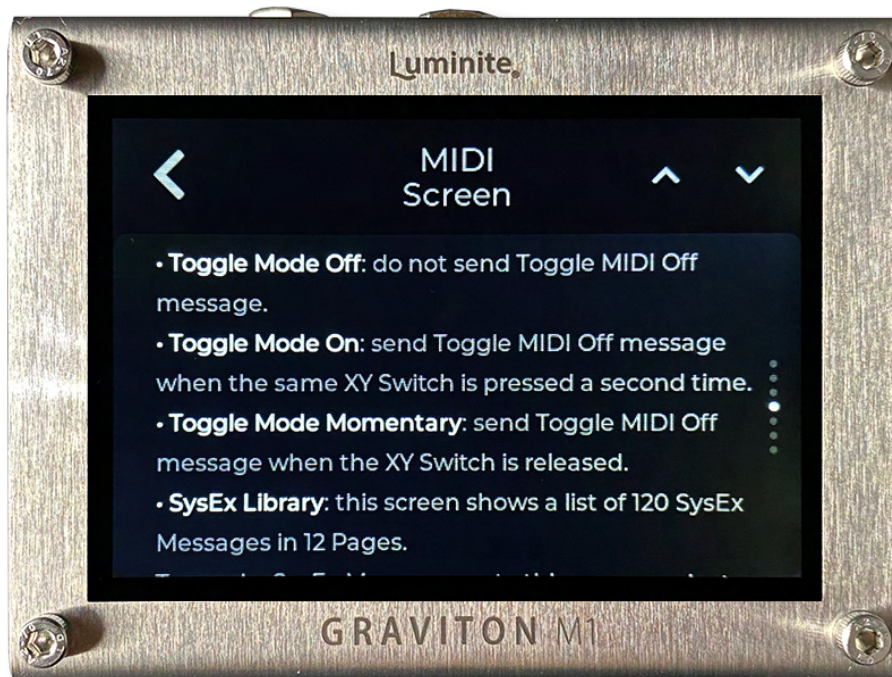 Luminite
MIDI
Screen
• Toggle Mode Off: do not send Toggle MIDI Off
message.
• Toggle Mode On: send Toggle MIDI Off message
when the same XY Switch is pressed a second time.
• Toggle Mode Momentary: send Toggle MIDI Off
message when the XY Switch is released.
• SysEx Library: this screen shows a list of 120 SysEx
Messages in 12 Pages.
GRAVITON M1